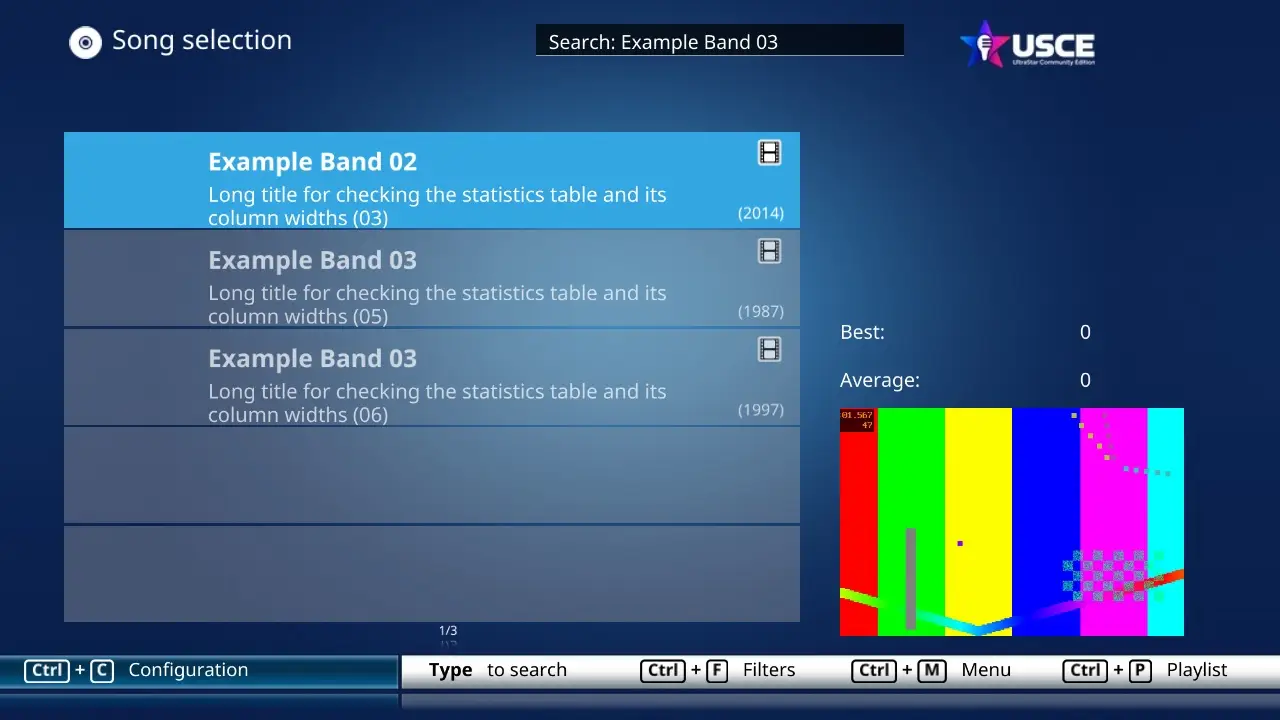 Song selection
Search: Example Band 03
USCE
UltraStar Community Edition
Example Band 02
Long title for checking the statistics table and its
column widths (03)
(2014)
Example Band 03
Long title for checking the statistics table and its
column widths (05)
(1987)
Example Band 03
Long title for checking the statistics table and its
column widths (06)
(1997)
1/3
Best: 0
Average: 0
01.567
47
Ctrl + C Configuration
Type to search
Ctrl + F Filters
Ctrl + M Menu
Ctrl + P Playlist